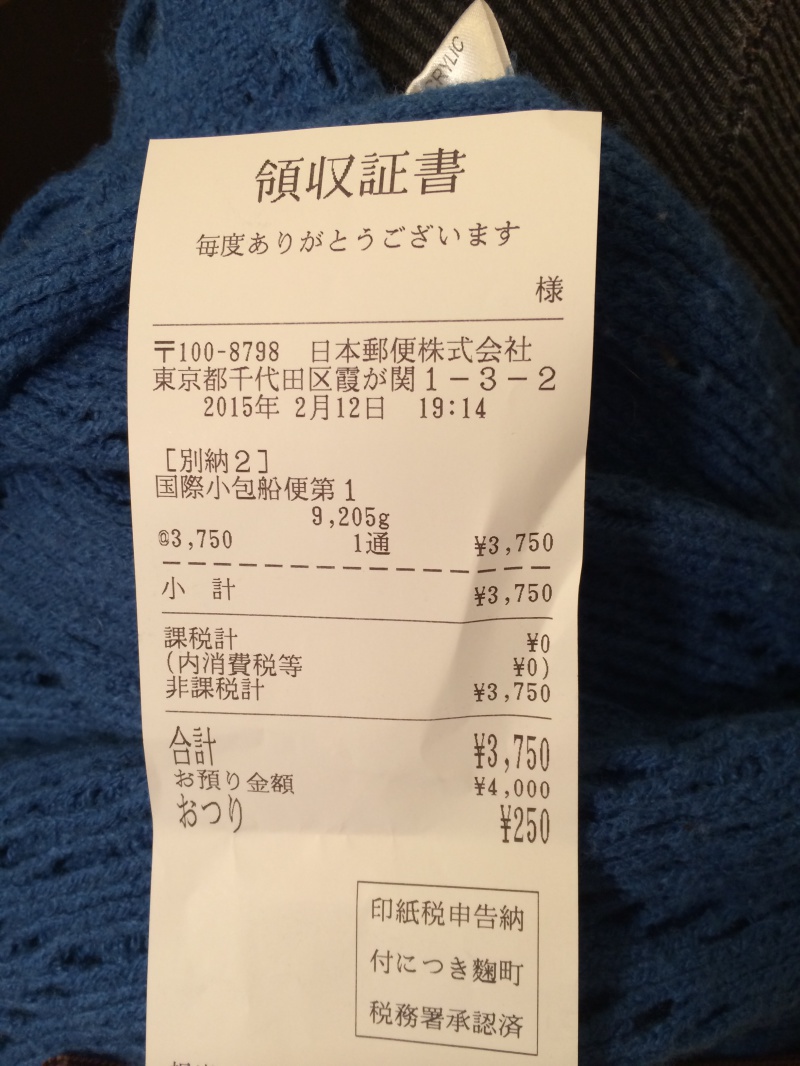 領収証書
毎度ありがとうございます
様
〒100-8798 日本郵便株式会社
東京都千代田区霞が関1-3-2
2015年 2月12日 19:14
[別納2]
国際小包船便第1
9,205g
@3,750 1通 ¥3,750
小 計 ¥3,750
課税計 ¥0
(内消費税等 ¥0)
非課税計 ¥3,750
合計 ¥3,750
お預り金額 ¥4,000
おつり ¥250
印紙税申告納
付につき麴町
税務署承認済